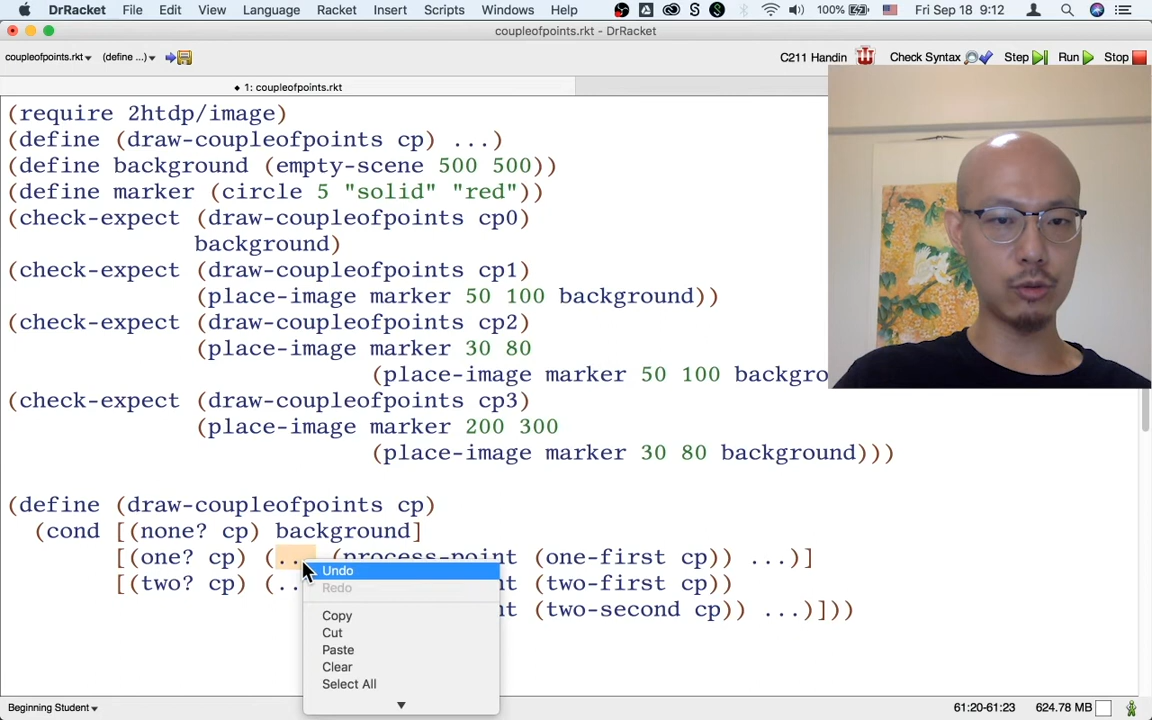 DrRacket File Edit View Language Racket Insert Scripts Windows Help 100% Fri Sep 18 9:12
coupleofpoints.rkt - DrRacket
coupleofpoints.rkt (define ...) C211 Handin Check Syntax Step Run Stop
1: coupleofpoints.rkt
(require 2htdp/image)
(define (draw-coupleofpoints cp) ...)
(define background (empty-scene 500 500))
(define marker (circle 5 "solid" "red"))
(check-expect (draw-coupleofpoints cp0)
background)
(check-expect (draw-coupleofpoints cp1)
(place-image marker 50 100 background))
(check-expect (draw-coupleofpoints cp2)
(place-image marker 30 80
(place-image marker 50 100 backgro
(check-expect (draw-coupleofpoints cp3)
(place-image marker 200 300
(place-image marker 30 80 background)))
(define (draw-coupleofpoints cp)
(cond [(none? cp) background]
[(one? cp) (... (process-point (one-first cp)) ...)]
[(two? cp) (.. nt (two-first cp))
nt (two-second cp)) ...)]))
Undo
Redo
Copy
Cut
Paste
Clear
Select All
Beginning Student 61:20-61:23 624.78 MB